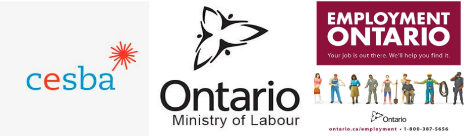 cesba
Ontario
Ministry of Labour
EMPLOYMENT
ONTARIO
Your job is out there. We'll help you find it.
Ontario
ontario.ca/employment • 1-800-387-5656